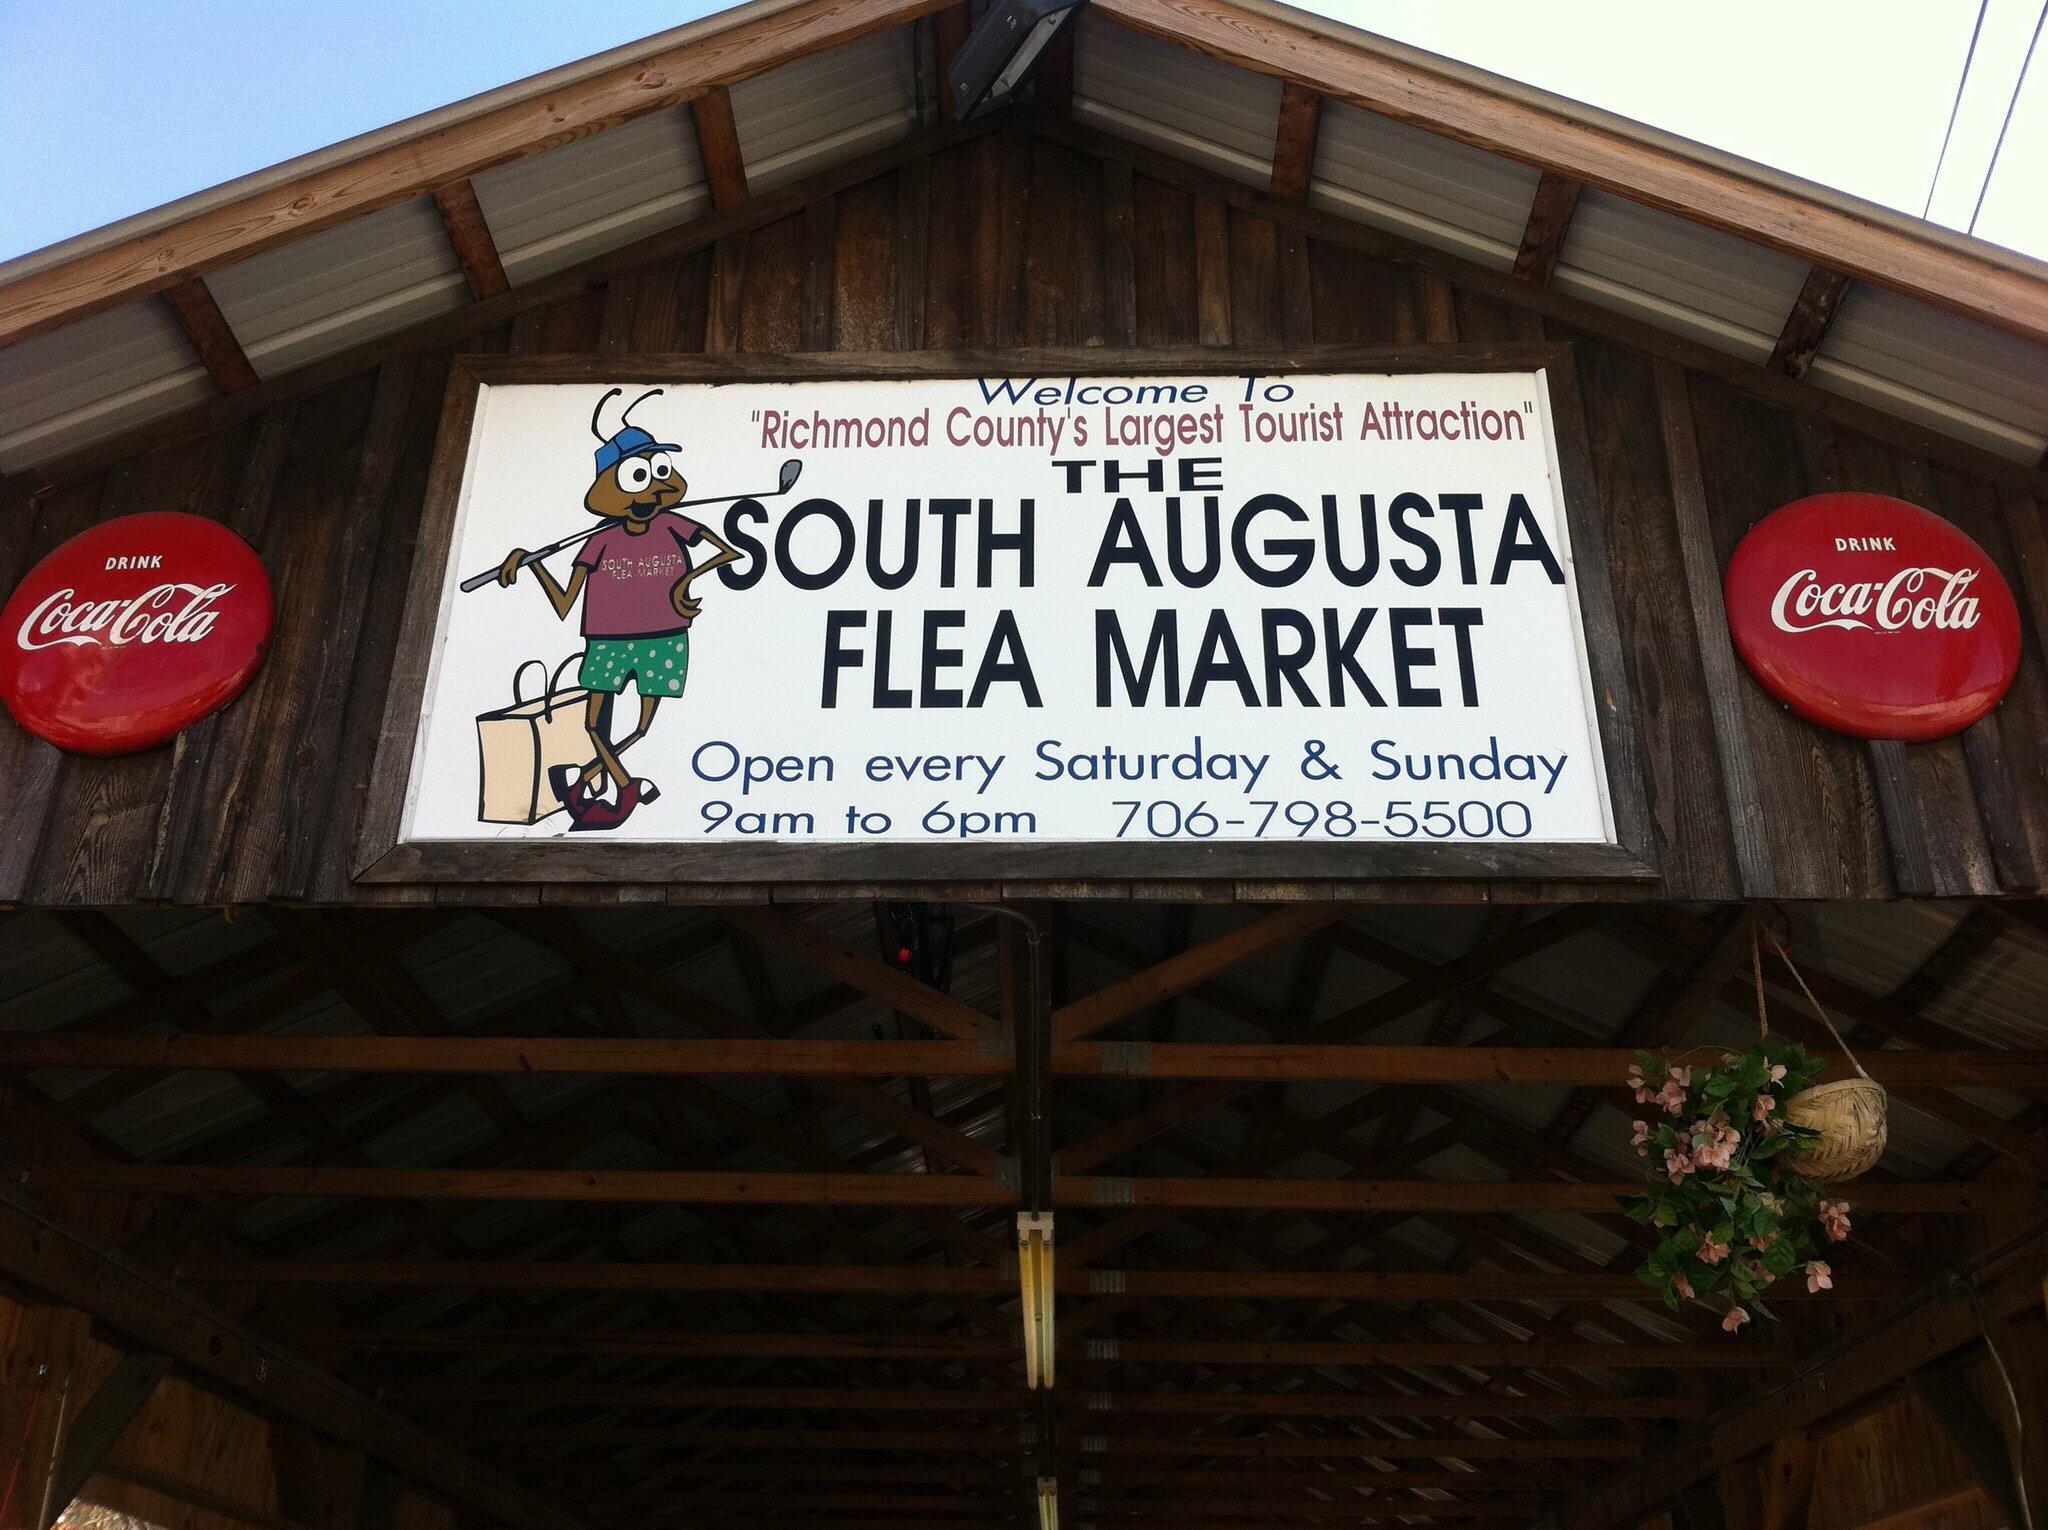 Welcome To
"Richmond County's Largest Tourist Attraction"
THE
SOUTH AUGUSTA
FLEA MARKET
Open every Saturday & Sunday
9am to 6pm 706-798-5500
SOUTH AUGUSTA
FLEA MARKET
DRINK
Coca-Cola
DRINK
Coca-Cola